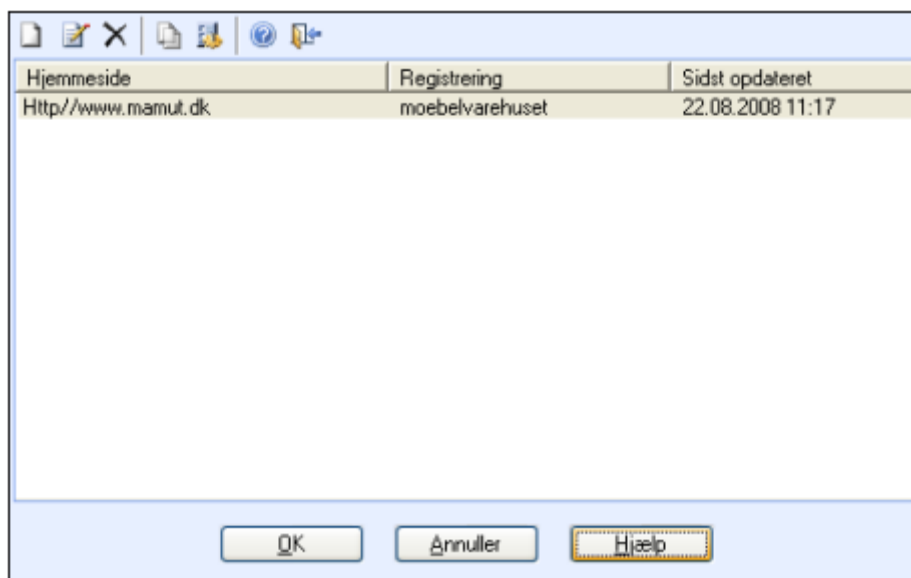 Hjemmeside Registrering Sidst opdateret
Http//www.mamut.dk moebelvarehuset 22.08.2008 11:17
OK Annuller Hjælp